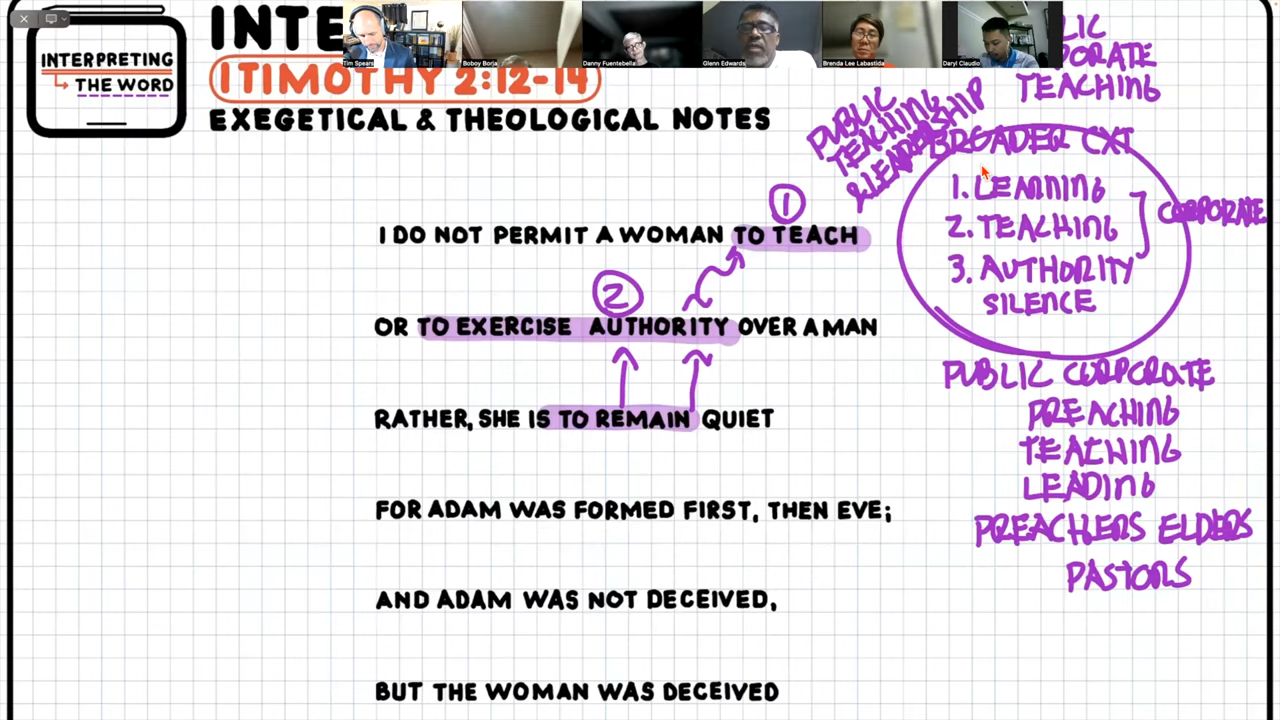 INTERPRETING
THE WORD
INTE
1 TIMOTHY 2:12-14
EXEGETICAL & THEOLOGICAL NOTES
Tim Spears
Boboy Borja
Danny Fuentebella
Glenn Edwards
Brenda Lee Labastida
Daryl Claudio
LIC
PORATE
TEACHING
PUBLIC
TEACHING
& LEADERSHIP
BROADER CXT
1. LEARNING
2. TEACHING
3. AUTHORITY
SILENCE
CORPORATE
1
I DO NOT PERMIT A WOMAN TO TEACH
2
OR TO EXERCISE AUTHORITY OVER A MAN
RATHER, SHE IS TO REMAIN QUIET
FOR ADAM WAS FORMED FIRST, THEN EVE;
AND ADAM WAS NOT DECEIVED,
BUT THE WOMAN WAS DECEIVED
PUBLIC CORPORATE
PREACHING
TEACHING
LEADING
PREACHERS ELDERS
PASTORS